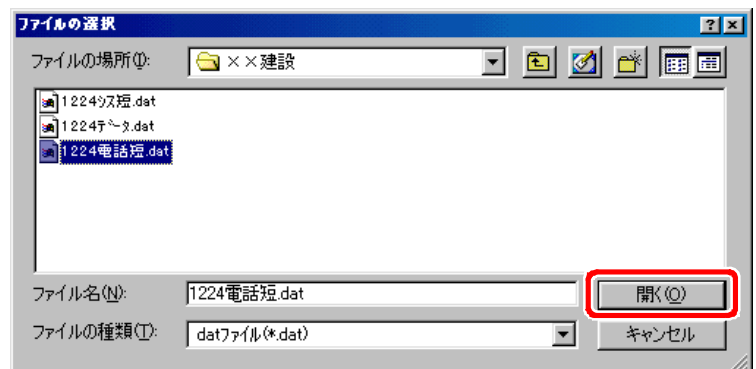 ファイルの選択
ファイルの場所(I): ××建設
1224ｼｽ短.dat
1224ﾃﾞｰﾀ.dat
1224電話短.dat
ファイル名(N): 1224電話短.dat 開く(O)
ファイルの種類(T): datファイル(*.dat) キャンセル